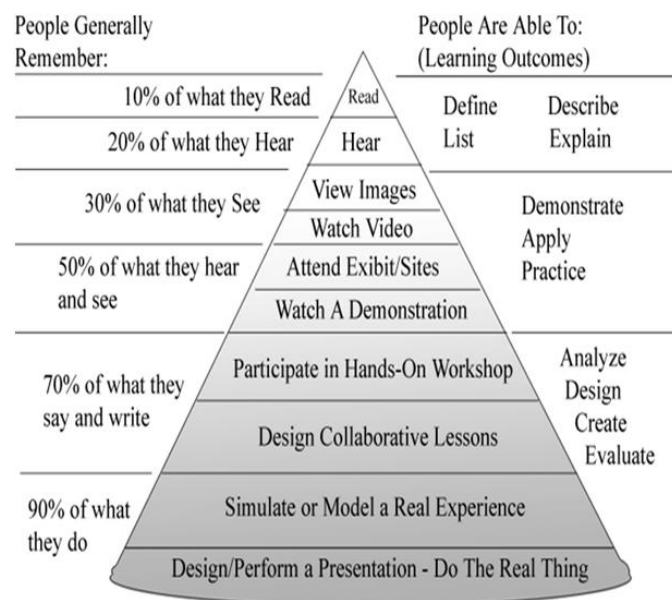 People Generally
Remember:
People Are Able To:
(Learning Outcomes)
10% of what they Read
Read
Define
Describe
List
Explain
20% of what they Hear
Hear
30% of what they See
View Images
Watch Video
Demonstrate
Apply
Practice
50% of what they hear
and see
Attend Exibit/Sites
Watch A Demonstration
70% of what they
say and write
Participate in Hands-On Workshop
Design Collaborative Lessons
Analyze
Design
Create
Evaluate
90% of what
they do
Simulate or Model a Real Experience
Design/Perform a Presentation - Do The Real Thing